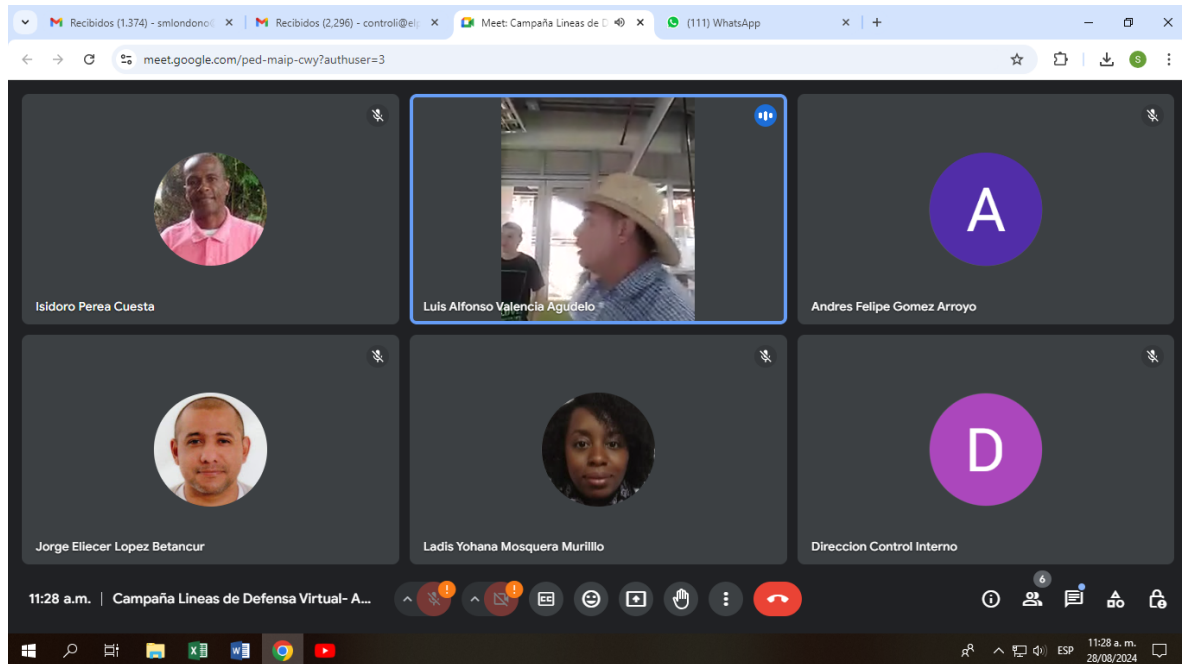 Recibidos (1.374) - smlondono@
Recibidos (2,296) - controli@elp
Meet: Campaña Lineas de D
(111) WhatsApp
meet.google.com/ped-maip-cwy?authuser=3
S
Isidoro Perea Cuesta
Luis Alfonso Valencia Agudelo
A
Andres Felipe Gomez Arroyo
Jorge Eliecer Lopez Betancur
Ladis Yohana Mosquera Murilllo
D
Direccion Control Interno
11:28 a.m. | Campaña Lineas de Defensa Virtual- A...
CC
6
ESP
11:28 a. m.
28/08/2024